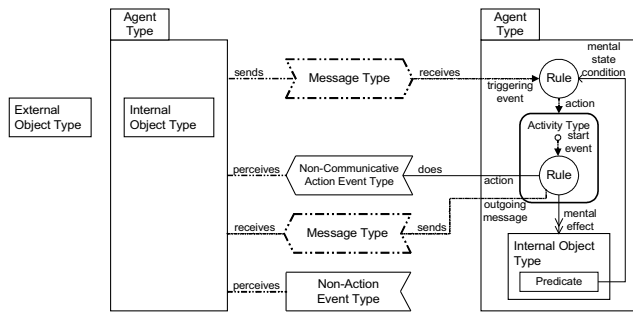 Agent
Type
Agent
Type
mental
state
condition
sends
Message Type
receives
triggering
event
Rule
action
External
Object Type
Internal
Object Type
Activity Type
start
event
perceives
Non-Communicative
Action Event Type
does
action
Rule
outgoing
message
receives
Message Type
sends
mental
effect
Internal Object
Type
Predicate
perceives
Non-Action
Event Type